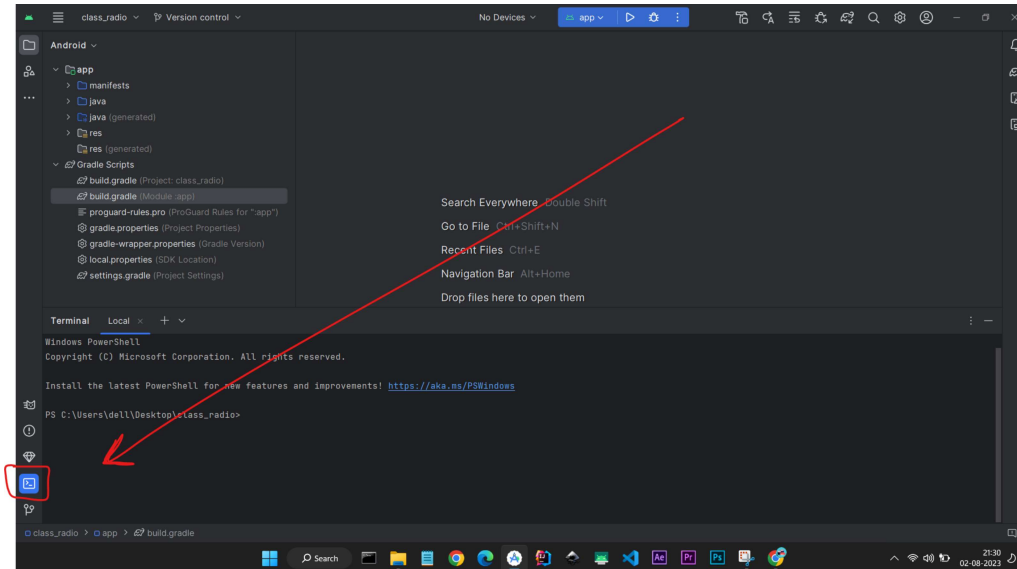 class_radio Version control No Devices app
Android
app
manifests
java
java (generated)
res
res (generated)
Gradle Scripts
build.gradle (Project: class_radio)
build.gradle (Module :app)
proguard-rules.pro (ProGuard Rules for ":app")
gradle.properties (Project Properties)
gradle-wrapper.properties (Gradle Version)
local.properties (SDK Location)
settings.gradle (Project Settings)
Search Everywhere Double Shift
Go to File Ctrl+Shift+N
Recent Files Ctrl+E
Navigation Bar Alt+Home
Drop files here to open them
Terminal Local
Windows PowerShell
Copyright (C) Microsoft Corporation. All rights reserved.
Install the latest PowerShell for new features and improvements! https://aka.ms/PSWindows
PS C:\Users\dell\Desktop\class_radio>
class_radio > app > build.gradle
Search Ae Pr Ps
21:30
02-08-2023